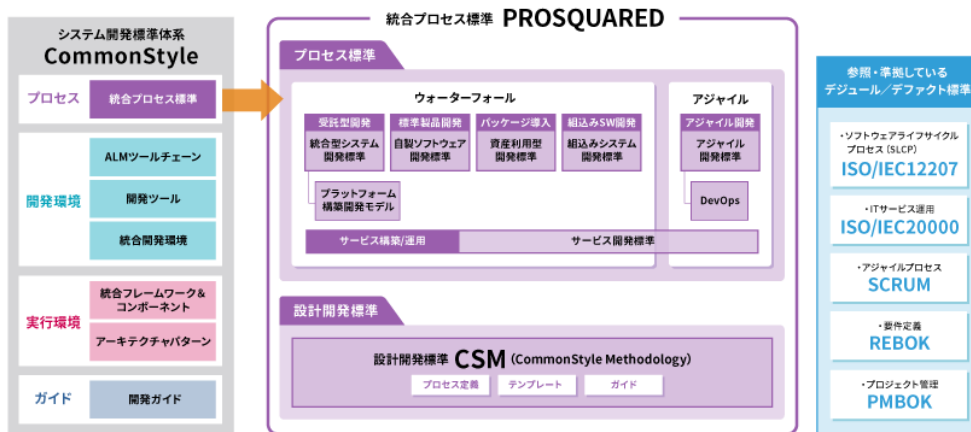 システム開発標準体系
CommonStyle
プロセス
統合プロセス標準
開発環境
ALMツールチェーン
開発ツール
統合開発環境
実行環境
統合フレームワーク&
コンポーネント
アーキテクチャパターン
ガイド
開発ガイド
統合プロセス標準 PROSQUARED
プロセス標準
ウォーターフォール
受託型開発
統合型システム
開発標準
標準製品開発
自製ソフトウェア
開発標準
パッケージ導入
資産利用型
開発標準
組込みSW開発
組込みシステム
開発標準
プラットフォーム
構築開発モデル
アジャイル
アジャイル開発
アジャイル
開発標準
DevOps
サービス構築/運用
サービス開発標準
設計開発標準
設計開発標準 CSM(CommonStyle Methodology)
プロセス定義
テンプレート
ガイド
参照・準拠している
デジュール/デファクト標準
・ソフトウェアライフサイクル
プロセス(SLCP)
ISO/IEC12207
・ITサービス運用
ISO/IEC20000
・アジャイルプロセス
SCRUM
・要件定義
REBOK
・プロジェクト管理
PMBOK